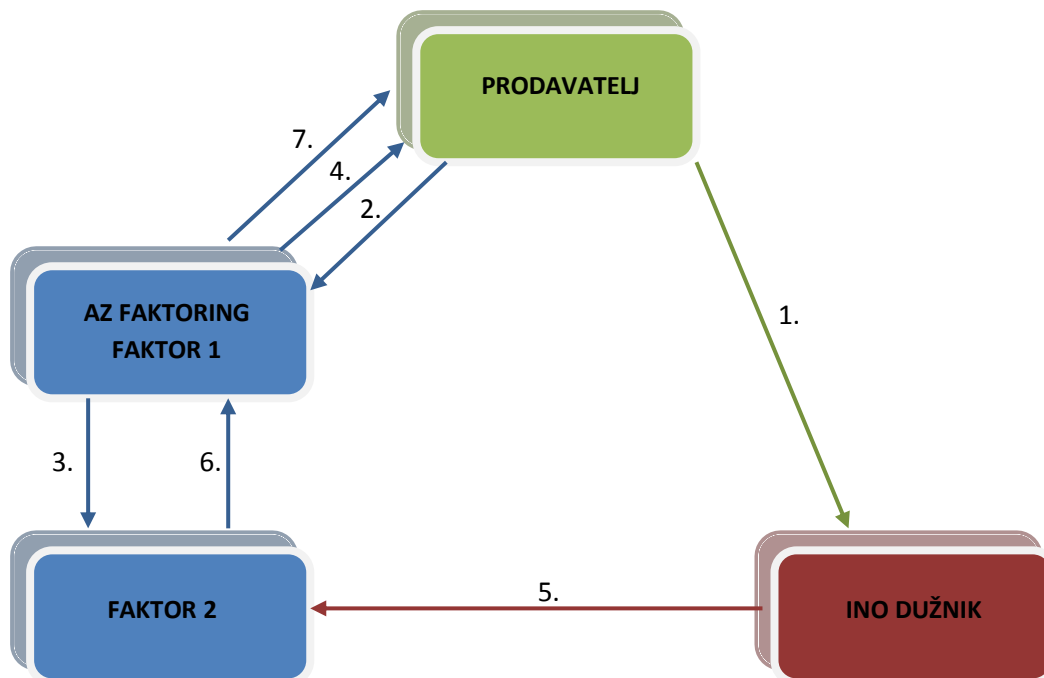 PRODAVATELJ
7.
4.
2.
AZ FAKTORING
FAKTOR 1
1.
3.
6.
FAKTOR 2
5.
INO DUŽNIK